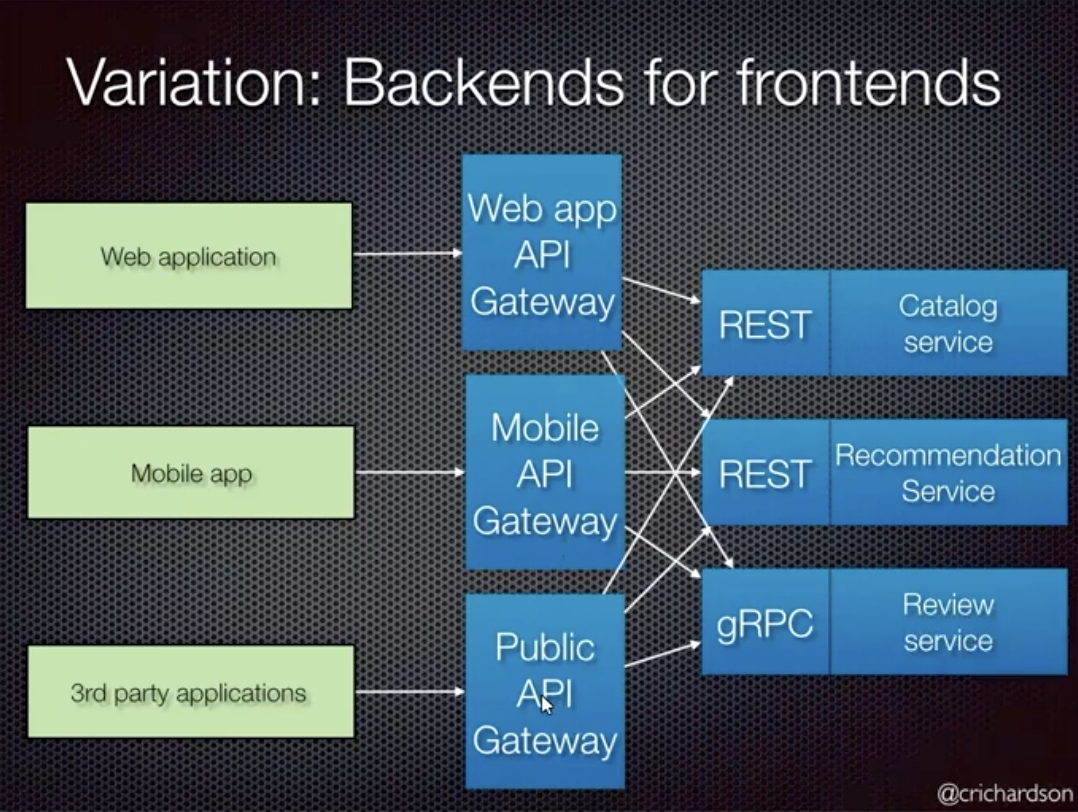 Variation: Backends for frontends
Web application
Web app
API
Gateway
REST
Catalog
service
Mobile app
Mobile
API
Gateway
REST
Recommendation
Service
3rd party applications
Public
API
Gateway
gRPC
Review
service
@crichardson